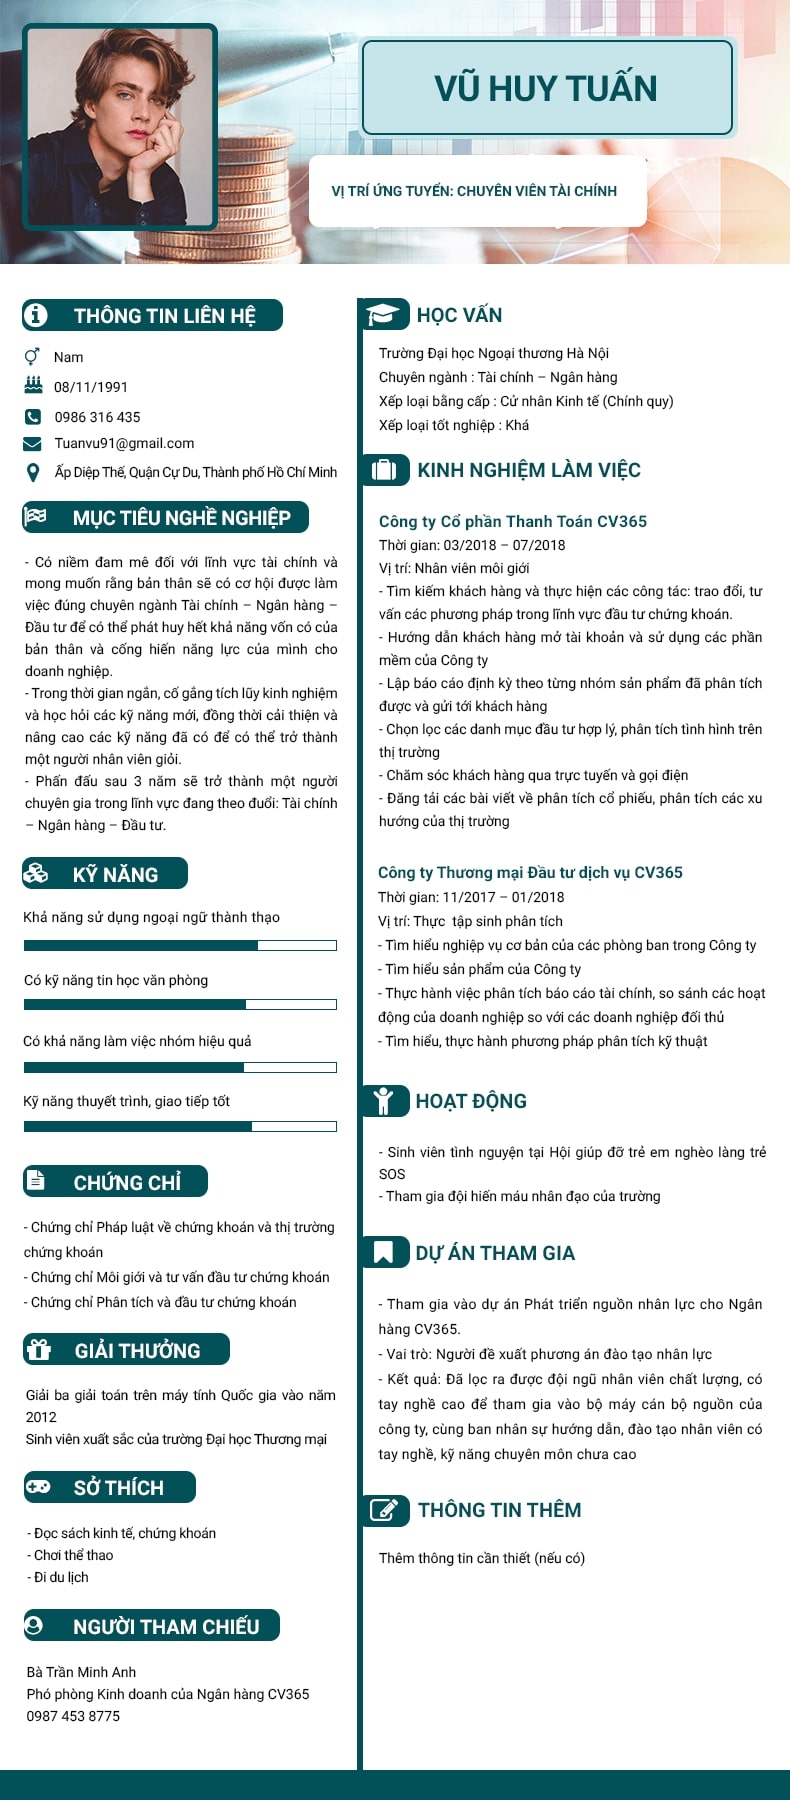 VŨ HUY TUẤN
VỊ TRÍ ỨNG TUYỂN: CHUYÊN VIÊN TÀI CHÍNH
THÔNG TIN LIÊN HỆ
Nam
08/11/1991
0986 316 435
Tuanvu91@gmail.com
Ấp Diệp Thế, Quận Cự Du, Thành phố Hồ Chí Minh
MỤC TIÊU NGHỀ NGHIỆP
- Có niềm đam mê đối với lĩnh vực tài chính và
mong muốn rằng bản thân sẽ có cơ hội được làm
việc đúng chuyên ngành Tài chính – Ngân hàng –
Đầu tư để có thể phát huy hết khả năng vốn có của
bản thân và cống hiến năng lực của mình cho
doanh nghiệp.
- Trong thời gian ngắn, cố gắng tích lũy kinh nghiệm
và học hỏi các kỹ năng mới, đồng thời cải thiện và
nâng cao các kỹ năng đã có để có thể trở thành
một người nhân viên giỏi.
- Phấn đấu sau 3 năm sẽ trở thành một người
chuyên gia trong lĩnh vực đang theo đuổi: Tài chính
– Ngân hàng – Đầu tư.
KỸ NĂNG
Khả năng sử dụng ngoại ngữ thành thạo
Có kỹ năng tin học văn phòng
Có khả năng làm việc nhóm hiệu quả
Kỹ năng thuyết trình, giao tiếp tốt
CHỨNG CHỈ
- Chứng chỉ Pháp luật về chứng khoán và thị trường
chứng khoán
- Chứng chỉ Môi giới và tư vấn đầu tư chứng khoán
- Chứng chỉ Phân tích và đầu tư chứng khoán
GIẢI THƯỞNG
Giải ba giải toán trên máy tính Quốc gia vào năm
2012
Sinh viên xuất sắc của trường Đại học Thương mại
SỞ THÍCH
- Đọc sách kinh tế, chứng khoán
- Chơi thể thao
- Đi du lịch
NGƯỜI THAM CHIẾU
Bà Trần Minh Anh
Phó phòng Kinh doanh của Ngân hàng CV365
0987 453 8775
HỌC VẤN
Trường Đại học Ngoại thương Hà Nội
Chuyên ngành : Tài chính – Ngân hàng
Xếp loại bằng cấp : Cử nhân Kinh tế (Chính quy)
Xếp loại tốt nghiệp : Khá
KINH NGHIỆM LÀM VIỆC
Công ty Cổ phần Thanh Toán CV365
Thời gian: 03/2018 – 07/2018
Vị trí: Nhân viên môi giới
- Tìm kiếm khách hàng và thực hiện các công tác: trao đổi, tư
vấn các phương pháp trong lĩnh vực đầu tư chứng khoán.
- Hướng dẫn khách hàng mở tài khoản và sử dụng các phần
mềm của Công ty
- Lập báo cáo định kỳ theo từng nhóm sản phẩm đã phân tích
được và gửi tới khách hàng
- Chọn lọc các danh mục đầu tư hợp lý, phân tích tình hình trên
thị trường
- Chăm sóc khách hàng qua trực tuyến và gọi điện
- Đăng tải các bài viết về phân tích cổ phiếu, phân tích các xu
hướng của thị trường
Công ty Thương mại Đầu tư dịch vụ CV365
Thời gian: 11/2017 – 01/2018
Vị trí: Thực  tập sinh phân tích
- Tìm hiểu nghiệp vụ cơ bản của các phòng ban trong Công ty
- Tìm hiểu sản phẩm của Công ty
- Thực hành việc phân tích báo cáo tài chính, so sánh các hoạt
động của doanh nghiệp so với các doanh nghiệp đối thủ
- Tìm hiểu, thực hành phương pháp phân tích kỹ thuật
HOẠT ĐỘNG
- Sinh viên tình nguyện tại Hội giúp đỡ trẻ em nghèo làng trẻ
SOS
- Tham gia đội hiến máu nhân đạo của trường
DỰ ÁN THAM GIA
- Tham gia vào dự án Phát triển nguồn nhân lực cho Ngân
hàng CV365.
- Vai trò: Người đề xuất phương án đào tạo nhân lực
- Kết quả: Đã lọc ra được đội ngũ nhân viên chất lượng, có
tay nghề cao để tham gia vào bộ máy cán bộ nguồn của
công ty, cùng ban nhân sự hướng dẫn, đào tạo nhân viên có
tay nghề, kỹ năng chuyên môn chưa cao
THÔNG TIN THÊM
Thêm thông tin cần thiết (nếu có)